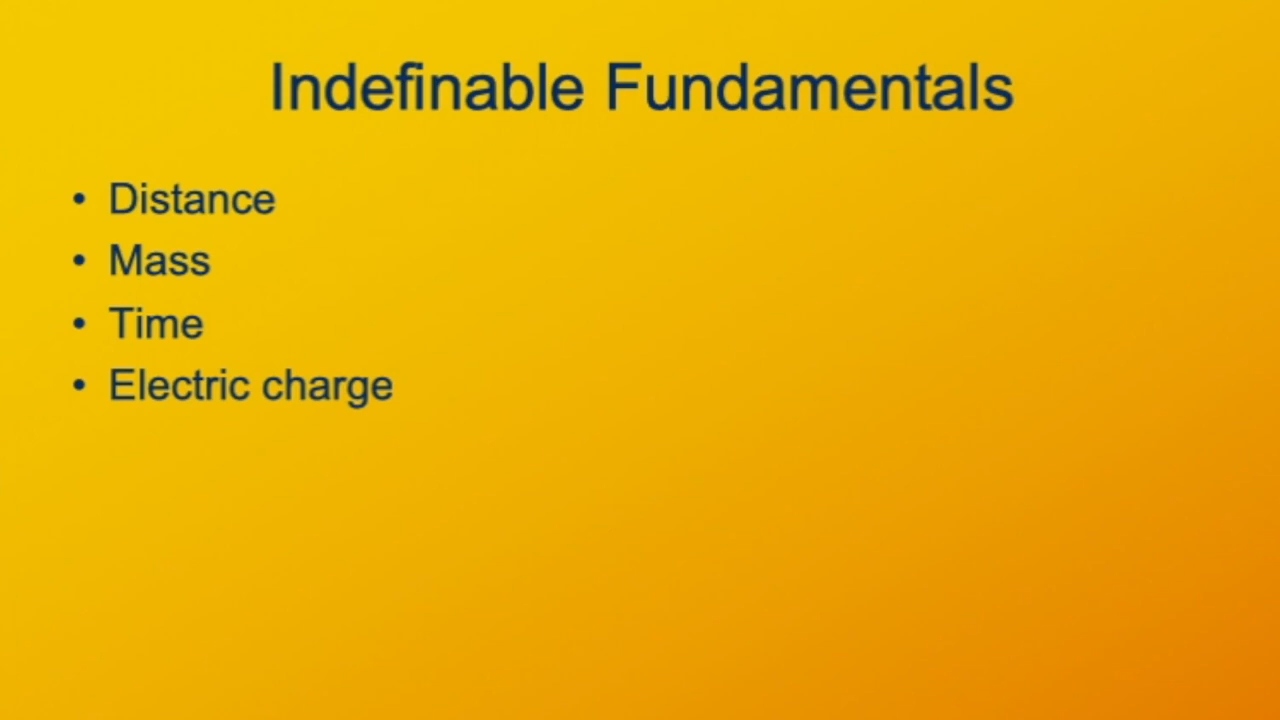 Indefinable Fundamentals
• Distance
• Mass
• Time
• Electric charge